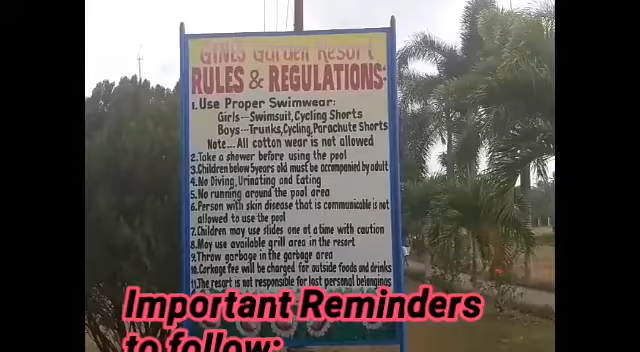 GINES Garden Resort
RULES & REGULATIONS:
1. Use Proper Swimwear:
Girls--Swimsuit, Cycling Shorts
Boys--Trunks, Cycling, Parachute Shorts
Note... All cotton wear is not allowed
2. Take a shower before using the pool
3. Children below 5 years old must be accompanied by adult
4. No Diving, Urinating and Eating
5. No running around the pool area
6. Person with skin disease that is communicable is not
allowed to use the pool
7. Children may use slides one at a time with caution
8. May use available grill area in the resort
9. Throw garbage in the garbage area
10. Corkage fee will be charged for outside foods and drinks
11. The resort is not responsible for lost personal belongings
Important Reminders
to follow: